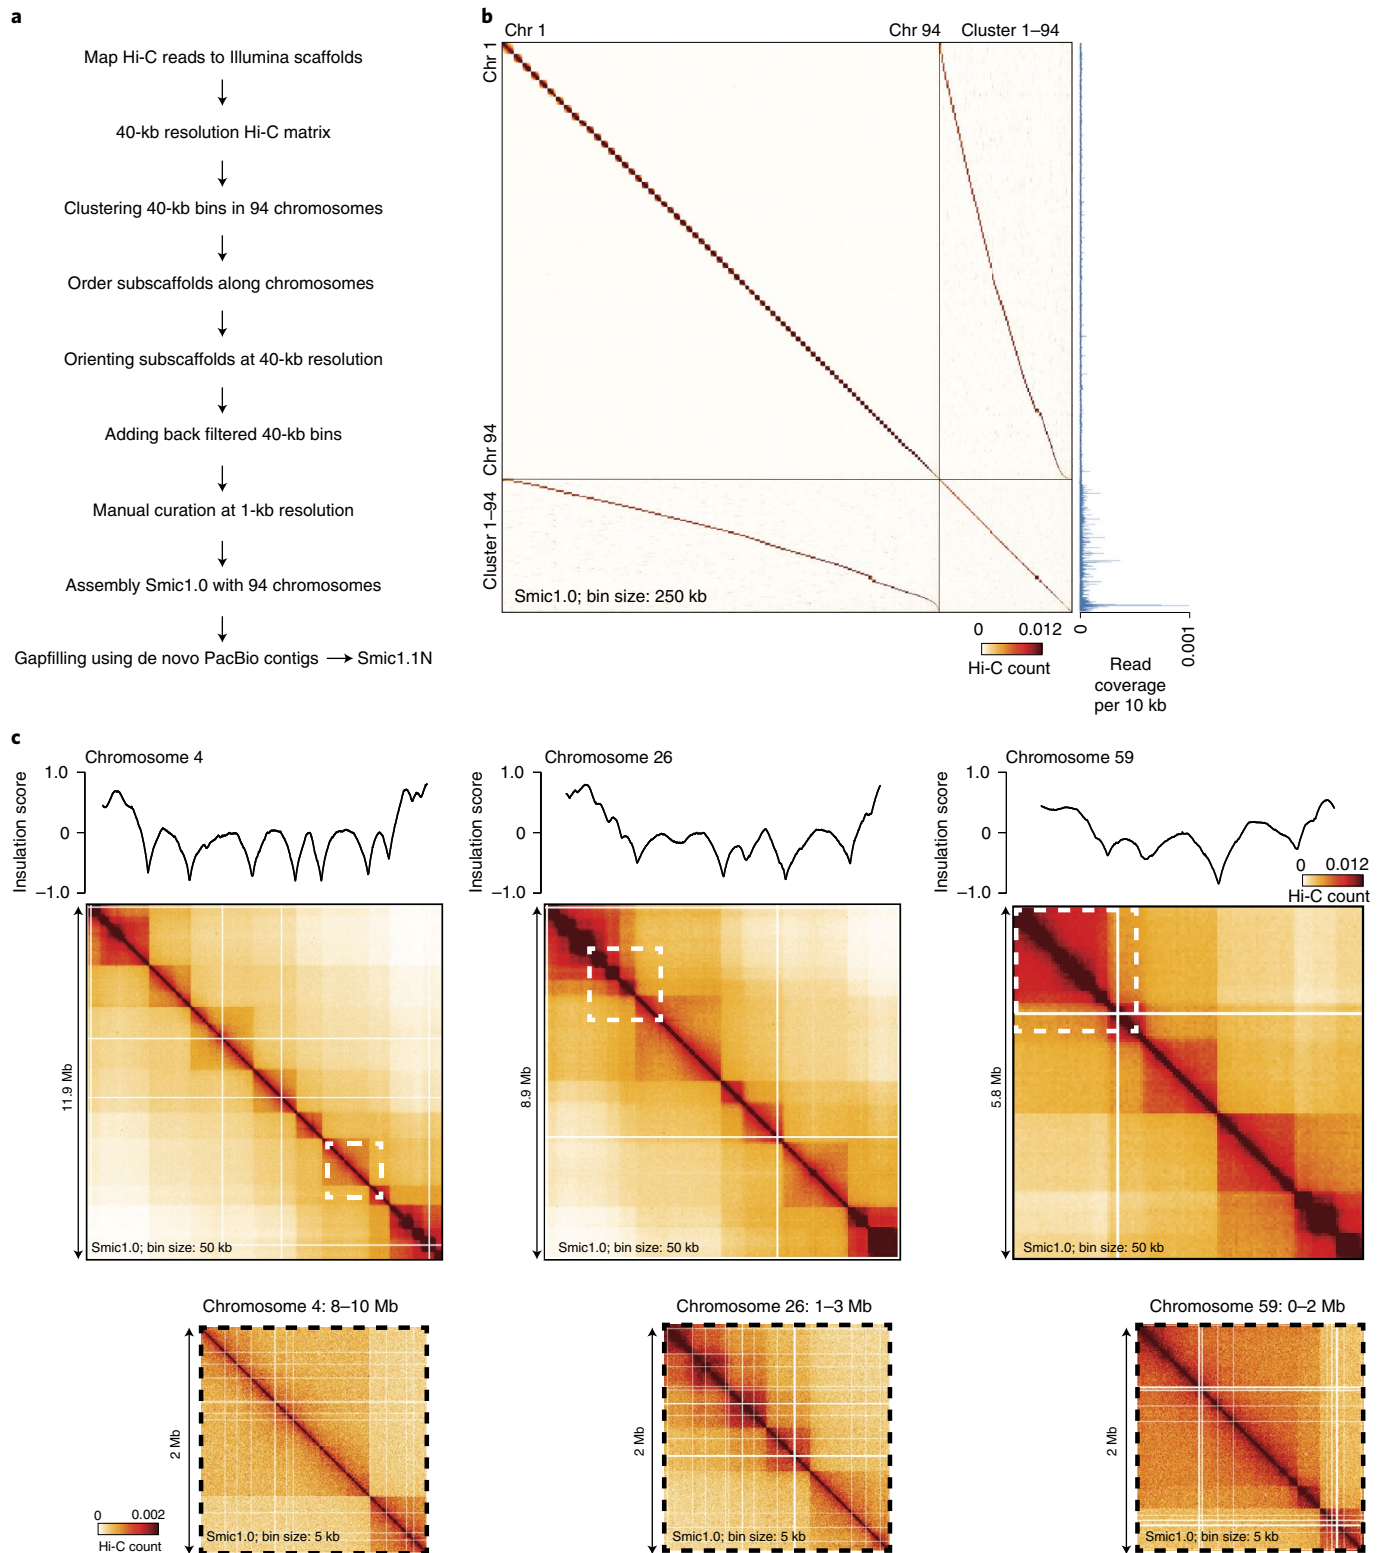 a
Map Hi-C reads to Illumina scaffolds
40-kb resolution Hi-C matrix
Clustering 40-kb bins in 94 chromosomes
Order subscaffolds along chromosomes
Orienting subscaffolds at 40-kb resolution
Adding back filtered 40-kb bins
Manual curation at 1-kb resolution
Assembly Smic1.0 with 94 chromosomes
Gapfilling using de novo PacBio contigs → Smic1.1N
b
Chr 1
Chr 94
Cluster 1–94
Chr 1
Chr 94
Cluster 1–94
Smic1.0; bin size: 250 kb
0 0.012
Hi-C count
0
0.001
Read
coverage
per 10 kb
c
Chromosome 4
Insulation score
1.0
0
−1.0
11.9 Mb
Smic1.0; bin size: 50 kb
Chromosome 26
Insulation score
1.0
0
−1.0
8.9 Mb
Smic1.0; bin size: 50 kb
Chromosome 59
Insulation score
1.0
0
−1.0
0 0.012
Hi-C count
5.8 Mb
Smic1.0; bin size: 50 kb
Chromosome 4: 8–10 Mb
2 Mb
Smic1.0; bin size: 5 kb
0 0.002
Hi-C count
Chromosome 26: 1–3 Mb
2 Mb
Smic1.0; bin size: 5 kb
Chromosome 59: 0–2 Mb
2 Mb
Smic1.0; bin size: 5 kb